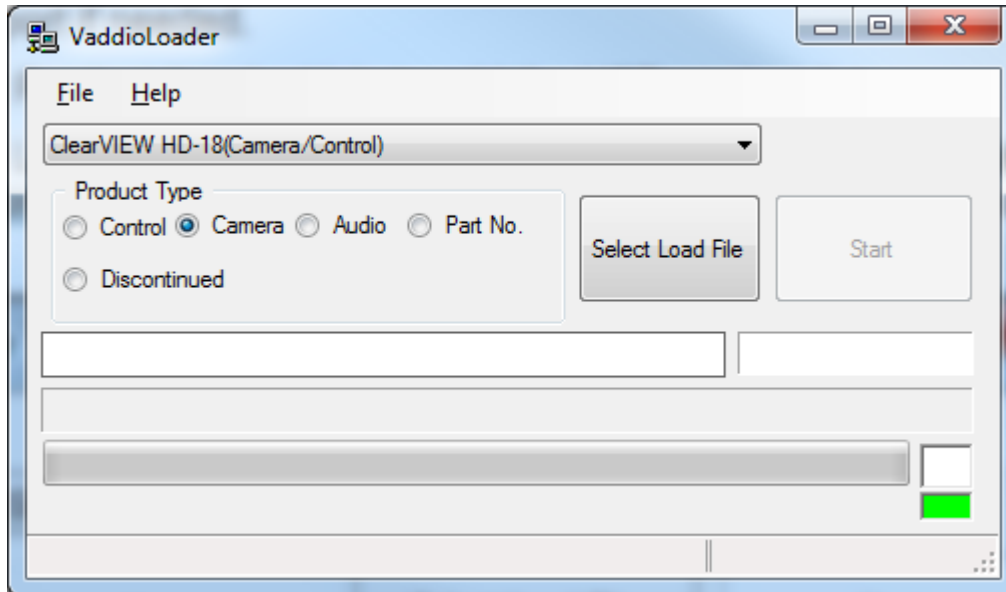 VaddioLoader
File Help
ClearVIEW HD-18(Camera/Control)
Product Type
Control Camera Audio Part No.
Discontinued
Select Load File
Start